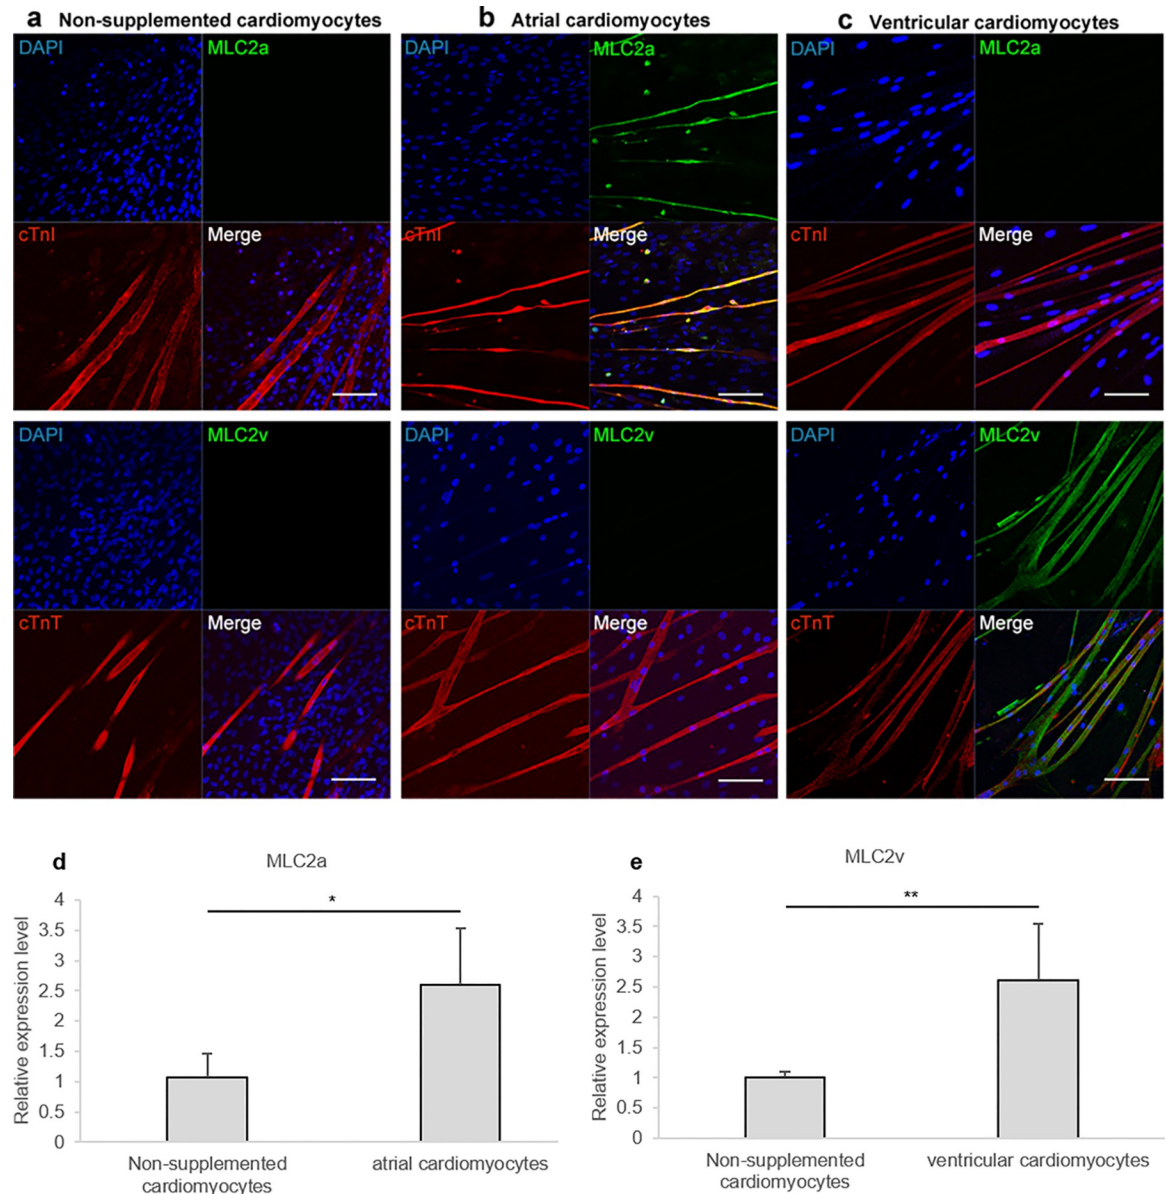 a Non-supplemented cardiomyocytes
b Atrial cardiomyocytes
c Ventricular cardiomyocytes
DAPI MLC2a
cTnI Merge
DAPI MLC2a
cTnI Merge
DAPI MLC2a
cTnI Merge
DAPI MLC2v
cTnT Merge
DAPI MLC2v
cTnT Merge
DAPI MLC2v
cTnT Merge
d
MLC2a
*
Relative expression level
4
3.5
3
2.5
2
1.5
1
0.5
0
Non-supplemented
cardiomyocytes
atrial cardiomyocytes
e
MLC2v
**
Relative expression level
4
3.5
3
2.5
2
1.5
1
0.5
0
Non-supplemented
cardiomyocytes
ventricular cardiomyocytes